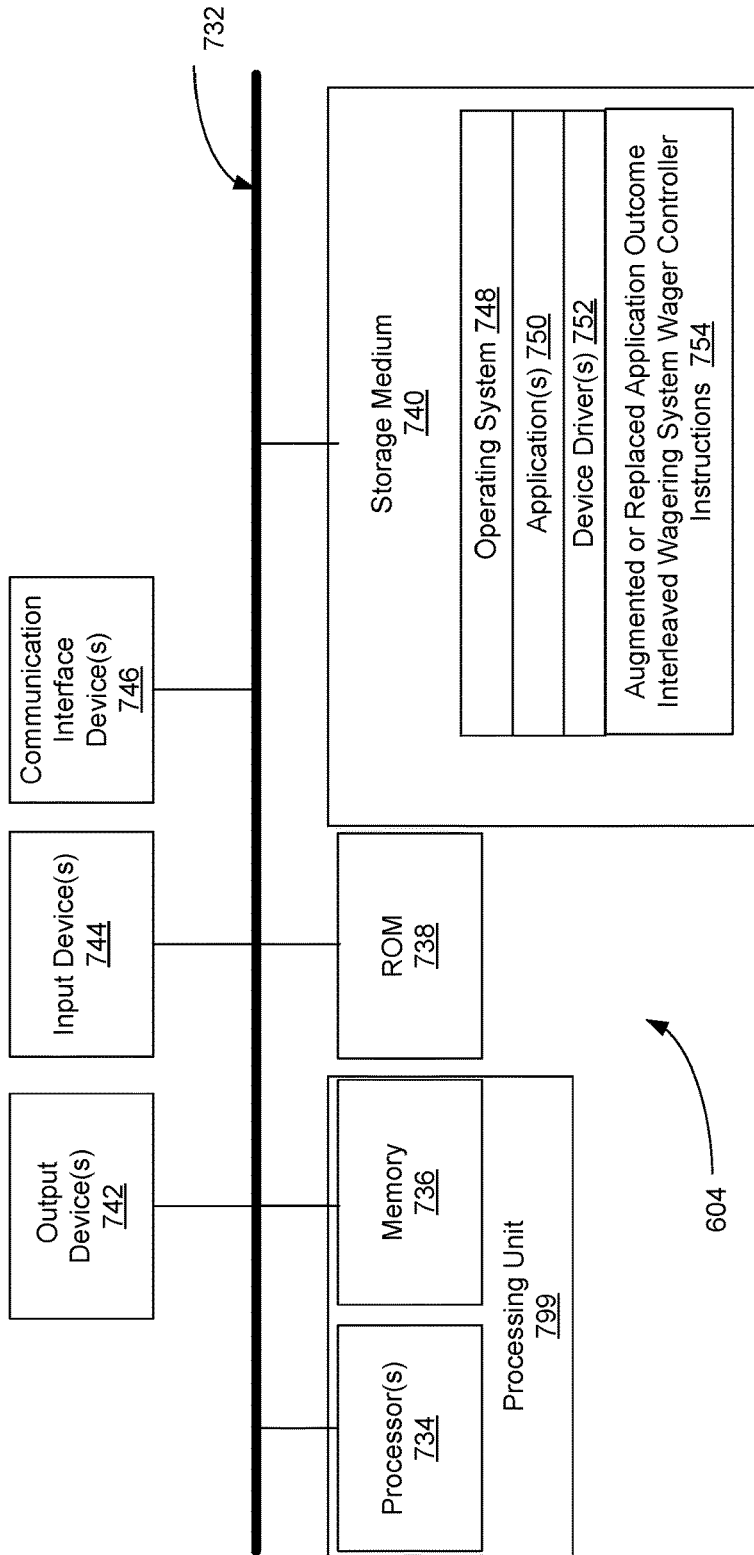 732
Output
Device(s)
742
Input Device(s)
744
Communication
Interface
Device(s)
746
Processor(s)
734
Memory
736
Processing Unit
799
ROM
738
Storage Medium
740
Operating System 748
Application(s) 750
Device Driver(s) 752
Augmented or Replaced Application Outcome
Interleaved Wagering System Wager Controller
Instructions 754
604